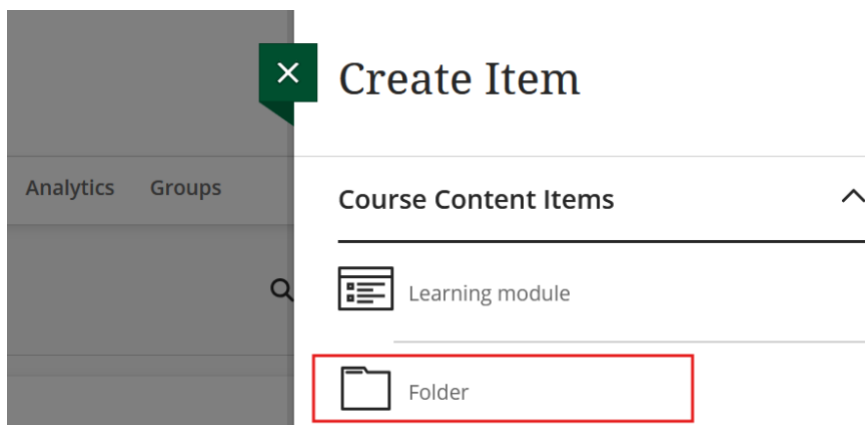 Create Item
Analytics Groups
Course Content Items
Learning module
Folder